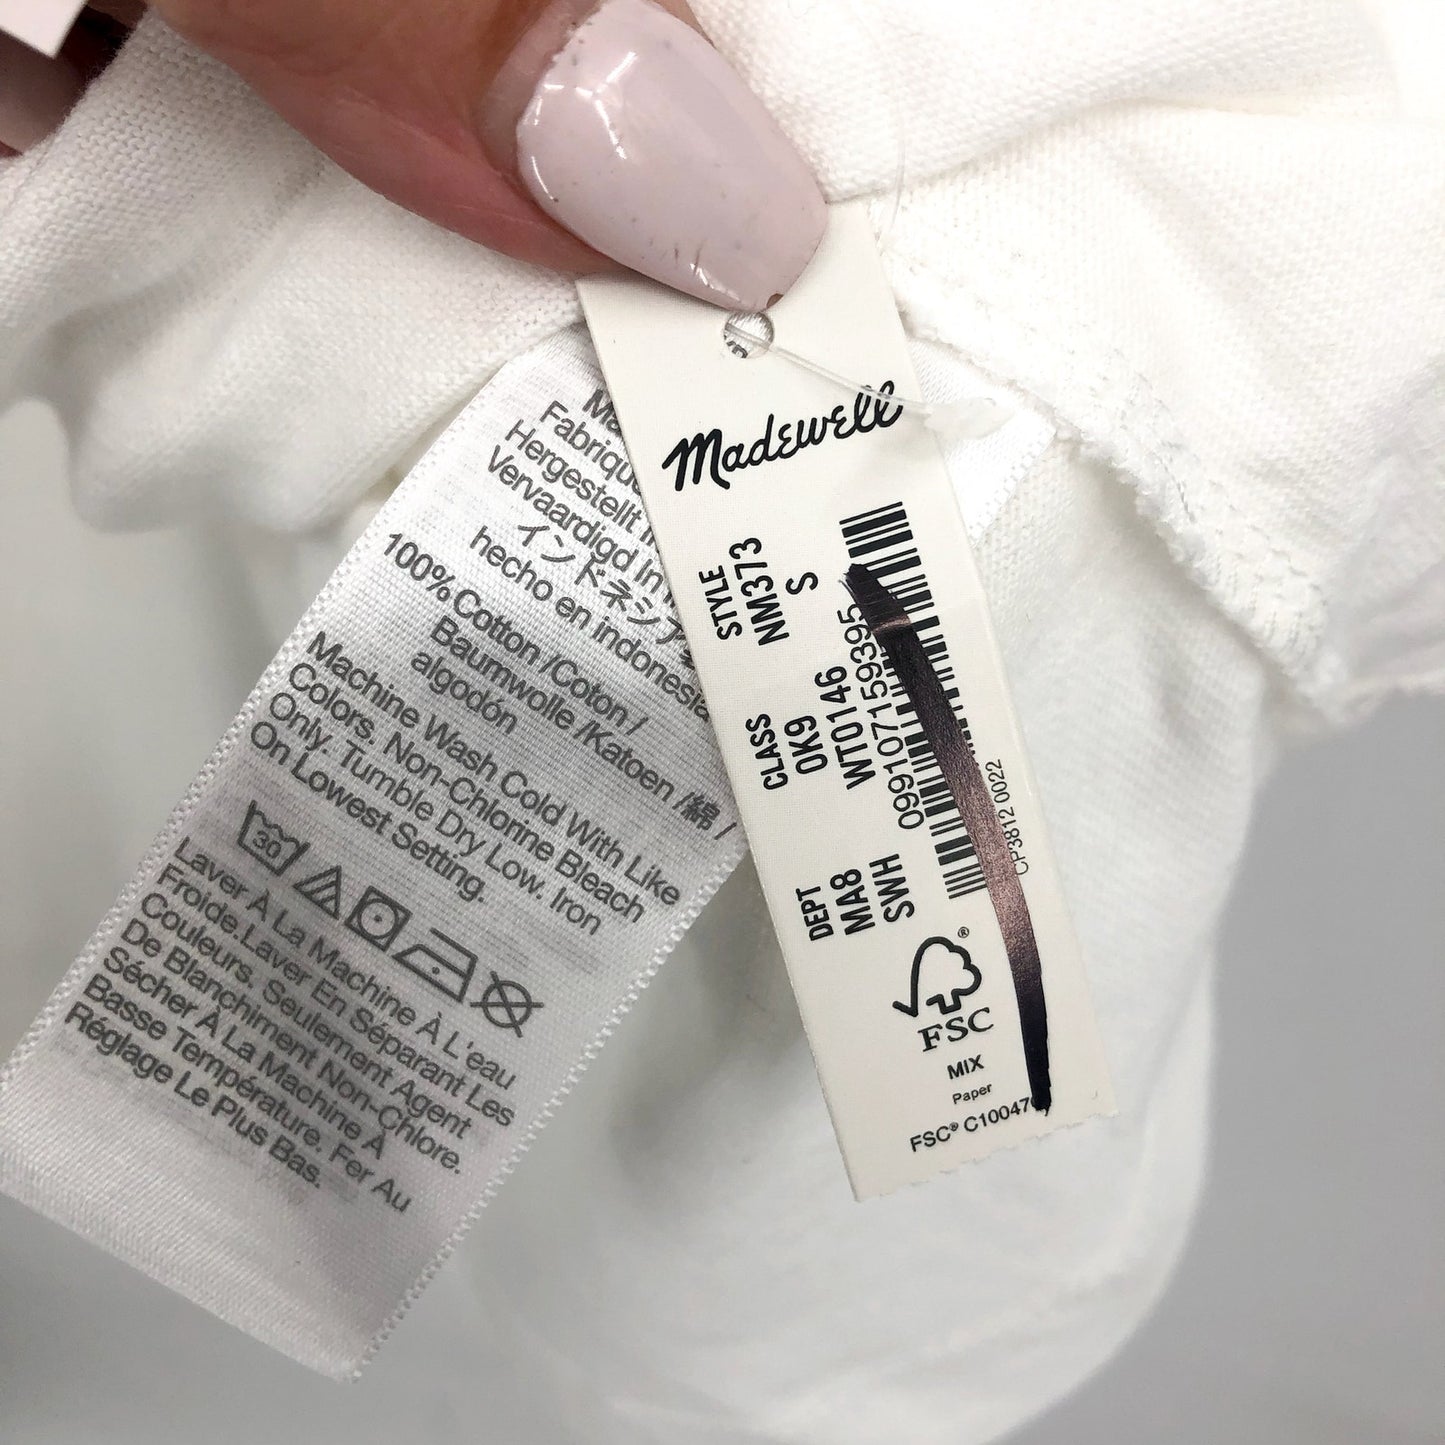 Fabriqué
Hergestellt
Vervaardigd In
インドネシア
hecho en indonesia
100% Cotton /Coton /
Baumwolle /Katoen /綿 /
algodón
Machine Wash Cold With Like
Colors. Non-Chlorine Bleach
Only. Tumble Dry Low. Iron
On Lowest Setting.
30
Laver À La Machine À L'eau
Froide.Laver En Séparant Les
Couleurs. Seulement Agent
De Blanchiment Non-Chlore.
Sécher À La Machine À
Basse Température. Fer Au
Réglage Le Plus Bas.
Madewell
STYLE
NM373
S
CLASS
0K9
WT0146
DEPT
MA8
SWH
099107159395
CP3812 0022
FSC
MIX
Paper
FSC®